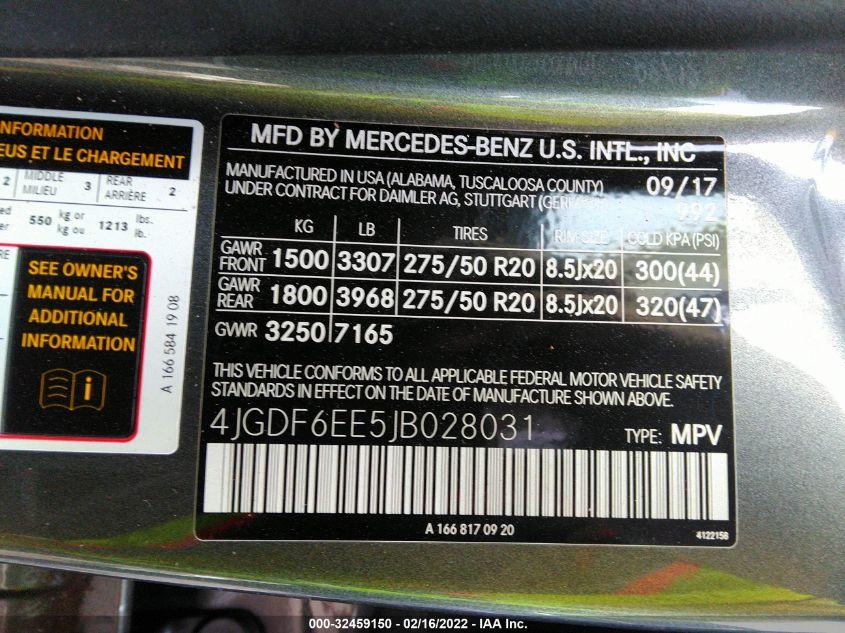 NFORMATION
EUS ET LE CHARGEMENT
2 MIDDLE MILIEU 3 REAR ARRIÈRE 2
550 kg or kg ou 1213 lbs. lb.
SEE OWNER'S
MANUAL FOR
ADDITIONAL
INFORMATION
i
A 166 584 19 08
MFD BY MERCEDES-BENZ U.S. INTL., INC
MANUFACTURED IN USA (ALABAMA, TUSCALOOSA COUNTY) 09/17
UNDER CONTRACT FOR DAIMLER AG, STUTTGART 992
KG LB TIRES RIM SIZE COLD KPA (PSI)
GAWR FRONT 1500 3307 275/50 R20 8.5Jx20 300(44)
GAWR REAR 1800 3968 275/50 R20 8.5Jx20 320(47)
GWWR 3250 7165
THIS VEHICLE CONFORMS TO ALL APPLICABLE FEDERAL MOTOR VEHICLE SAFETY
STANDARDS IN EFFECT ON THE DATE OF MANUFACTURE SHOWN ABOVE.
4JGDF6EE5JB028031 TYPE: MPV
A 166 817 09 20
4122158
000-32459150 - 02/16/2022 - IAA Inc.